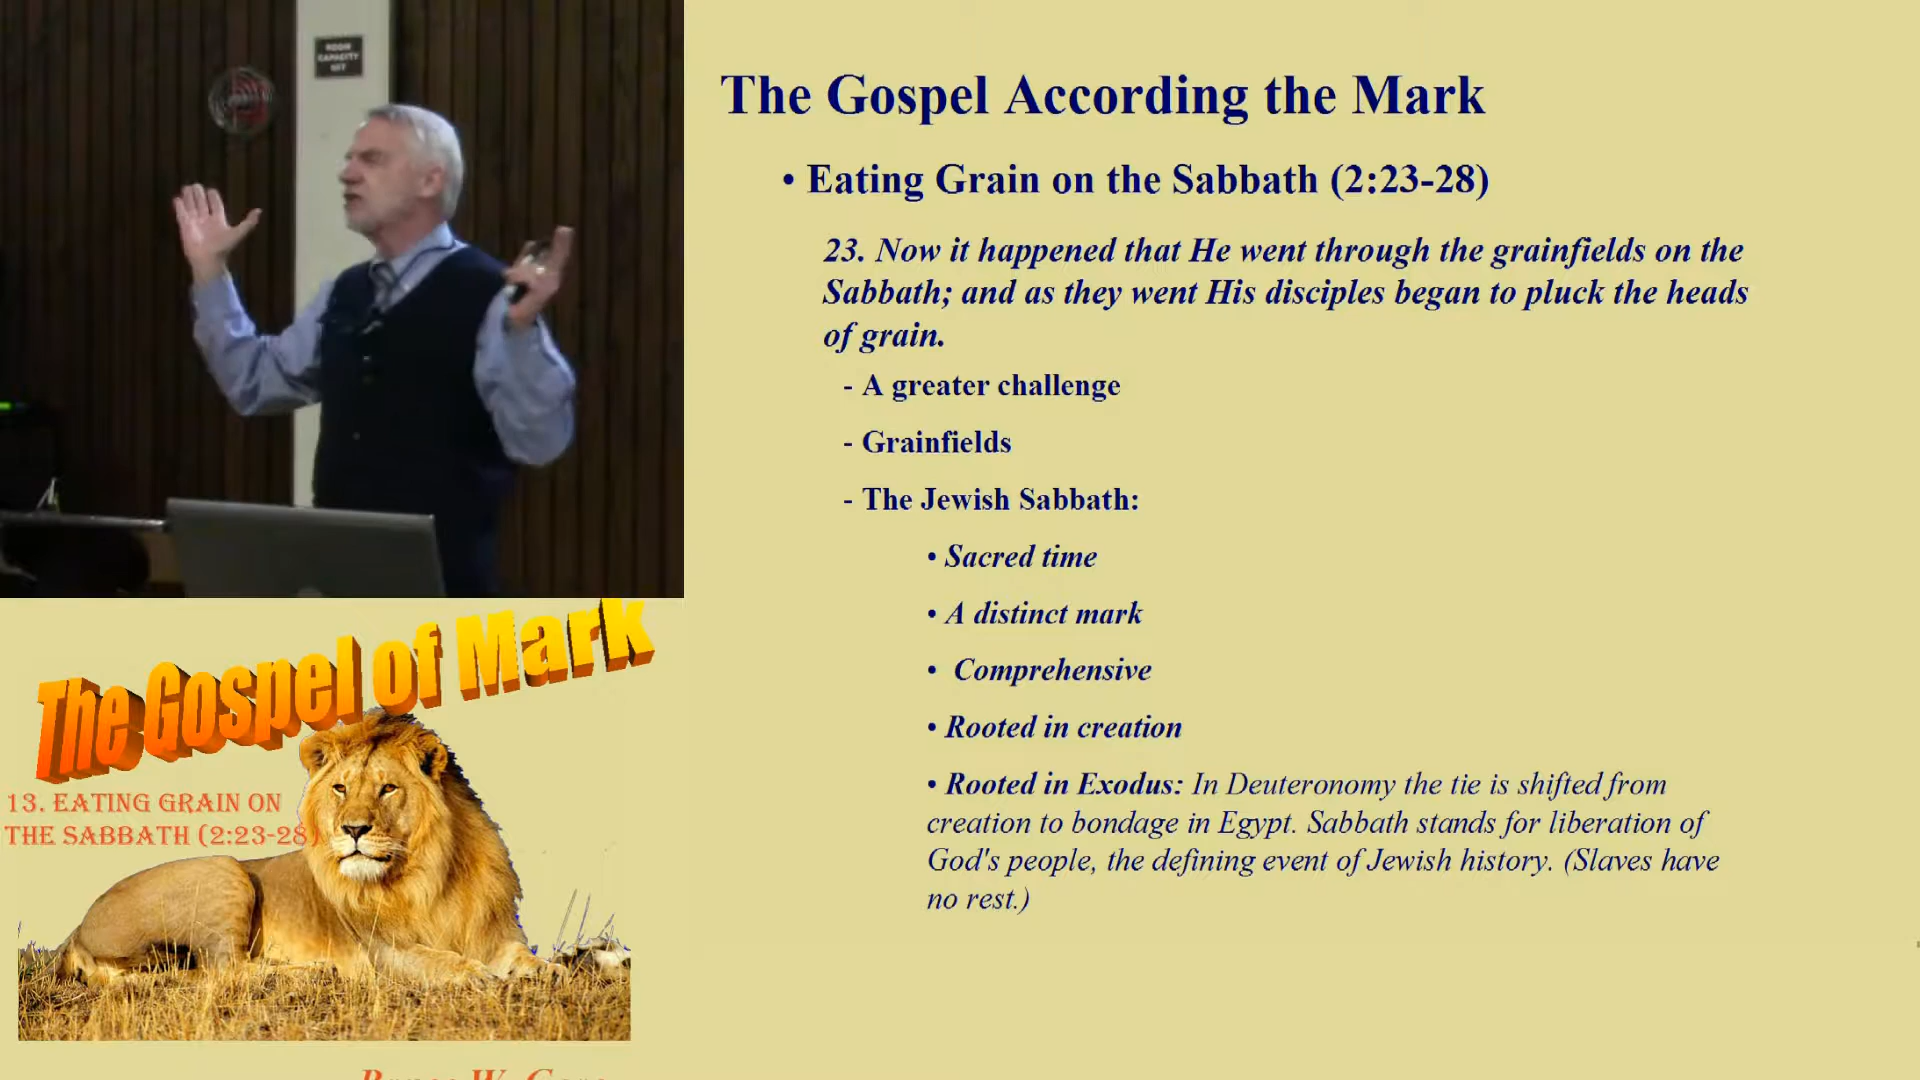 ROOM
CAPACITY
The Gospel According the Mark
• Eating Grain on the Sabbath (2:23-28)
23. Now it happened that He went through the grainfields on the
Sabbath; and as they went His disciples began to pluck the heads
of grain.
- A greater challenge
- Grainfields
- The Jewish Sabbath:
• Sacred time
• A distinct mark
• Comprehensive
• Rooted in creation
• Rooted in Exodus: In Deuteronomy the tie is shifted from
creation to bondage in Egypt. Sabbath stands for liberation of
God's people, the defining event of Jewish history. (Slaves have
no rest.)
The Gospel of Mark
13. EATING GRAIN ON
THE SABBATH (2:23-28)